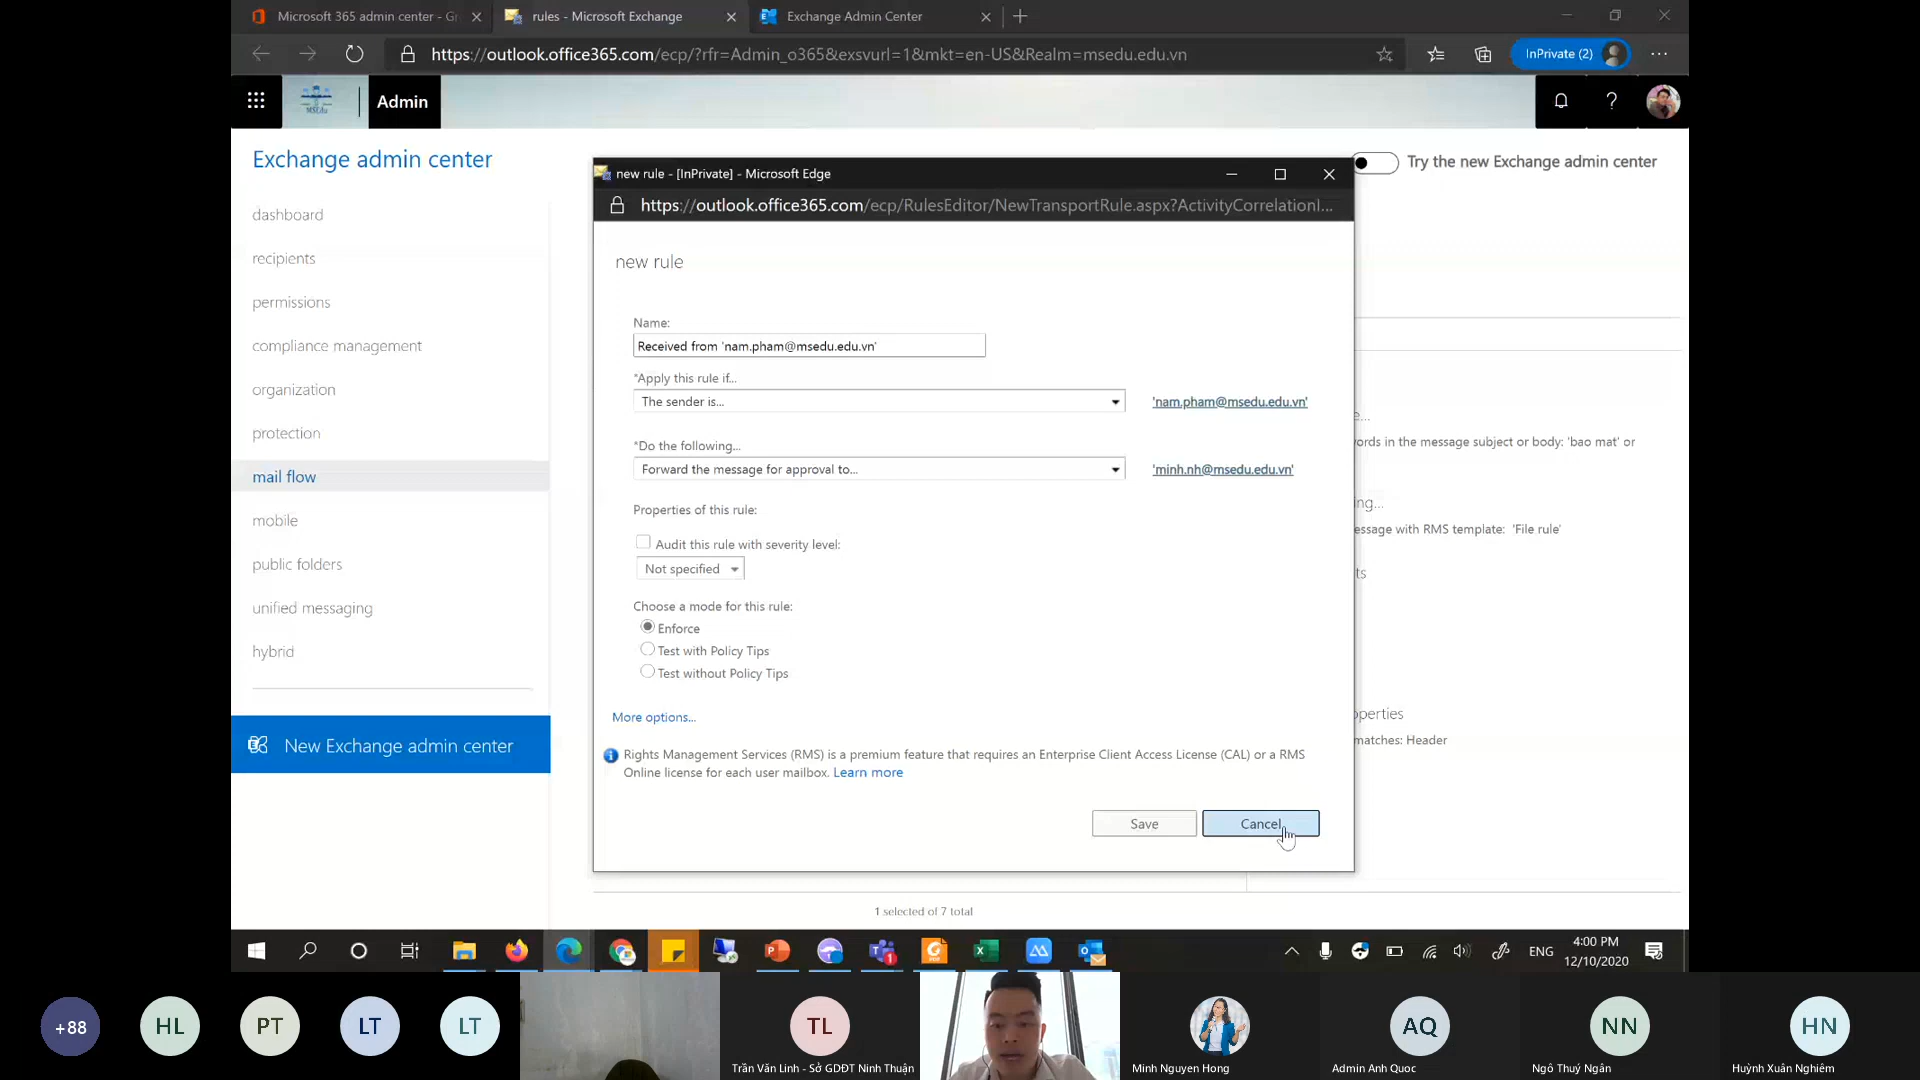 Microsoft 365 admin center - Gr
rules - Microsoft Exchange
Exchange Admin Center
https://outlook.office365.com/ecp/?rfr=Admin_o365&exsvurl=1&mkt=en-US&Realm=msedu.edu.vn
InPrivate (2)
MSEdu
Admin
?
Exchange admin center
Try the new Exchange admin center
dashboard
recipients
permissions
compliance management
organization
protection
mail flow
mobile
public folders
unified messaging
hybrid
New Exchange admin center
new rule - [InPrivate] - Microsoft Edge
https://outlook.office365.com/ecp/RulesEditor/NewTransportRule.aspx?ActivityCorrelationI...
new rule
Name:
Received from 'nam.pham@msedu.edu.vn'
*Apply this rule if...
The sender is...
'nam.pham@msedu.edu.vn'
*Do the following...
Forward the message for approval to...
'minh.nh@msedu.edu.vn'
Properties of this rule:
Audit this rule with severity level:
Not specified
Choose a mode for this rule:
Enforce
Test with Policy Tips
Test without Policy Tips
More options...
Rights Management Services (RMS) is a premium feature that requires an Enterprise Client Access License (CAL) or a RMS
Online license for each user mailbox. Learn more
Save
Cancel
e...
ords in the message subject or body: 'bao mat' or
ing...
essage with RMS template: 'File rule'
ts
operties
matches: Header
1 selected of 7 total
ENG
4:00 PM
12/10/2020
+88
HL
PT
LT
LT
TL
Trần Văn Linh - Sở GDĐT Ninh Thuận
Minh Nguyen Hong
AQ
Admin Anh Quoc
NN
Ngô Thuý Ngân
HN
Huỳnh Xuân Nghiêm